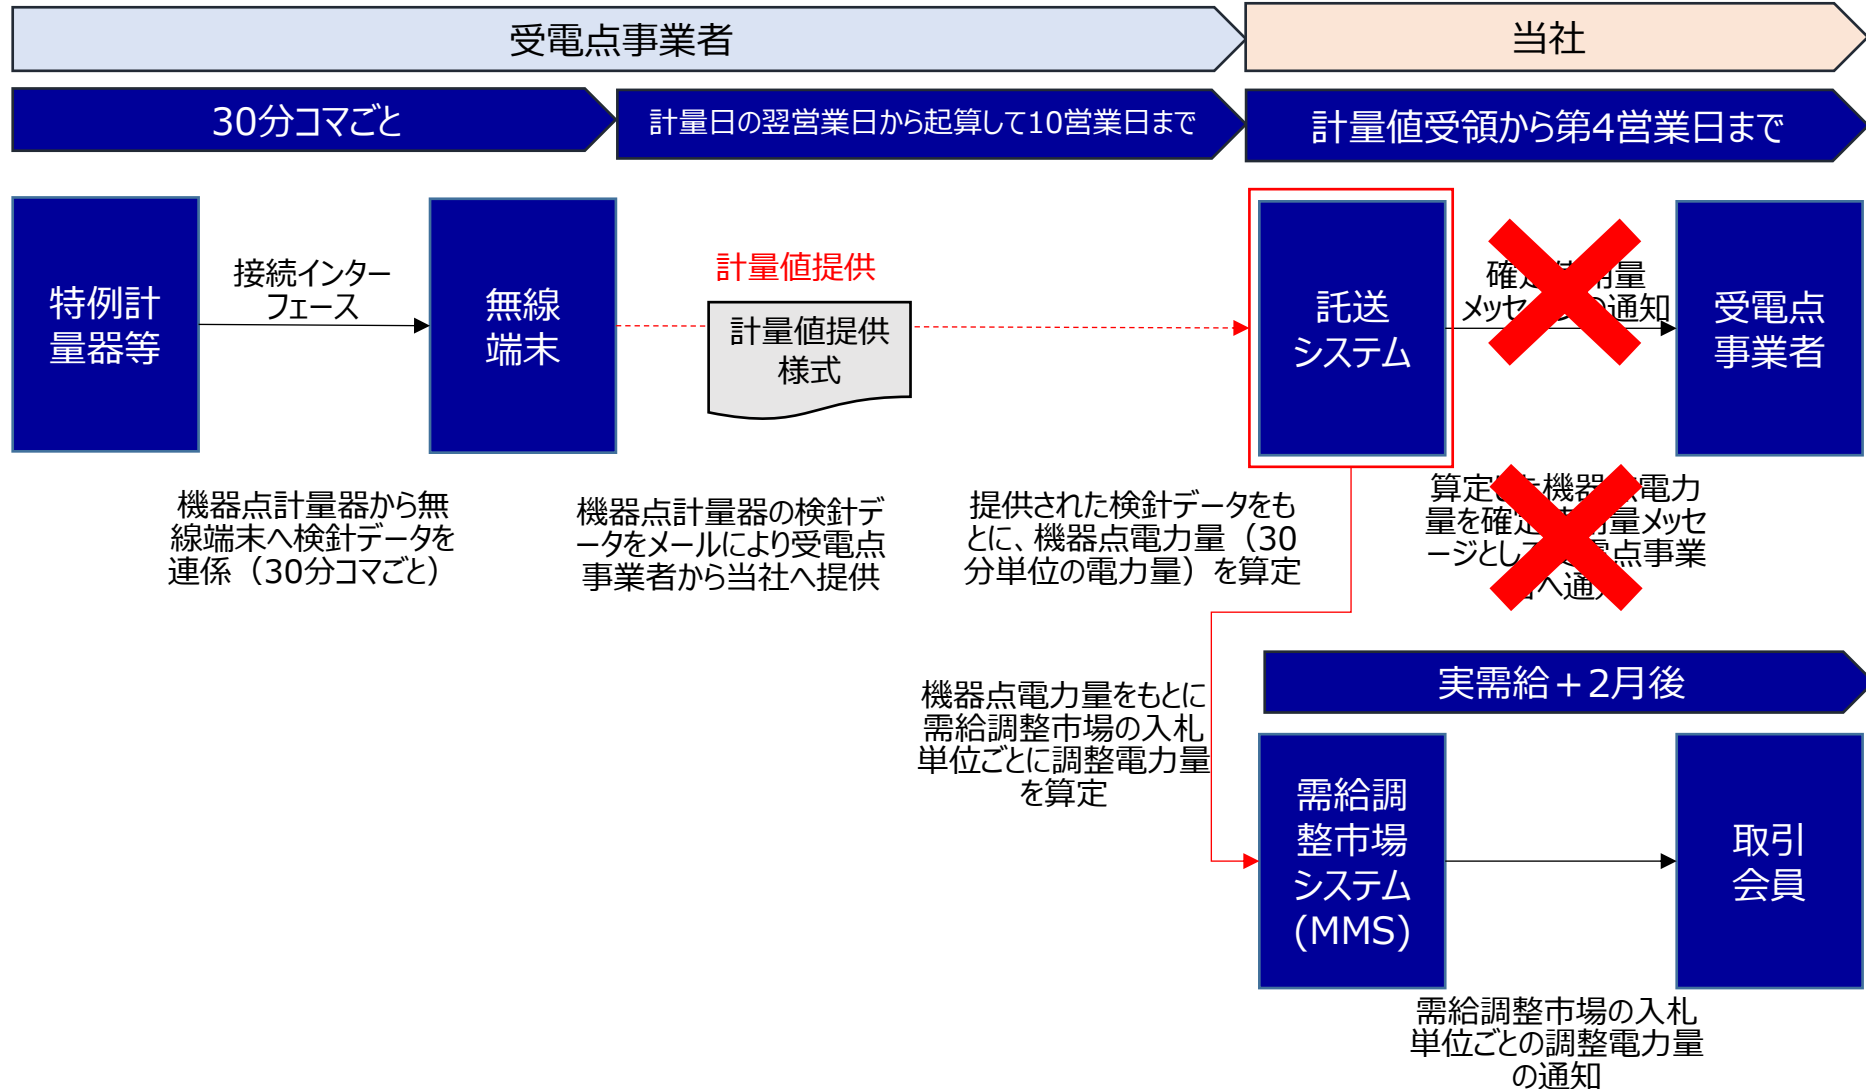 受電点事業者
当社
30分コマごと
計量日の翌営業日から起算して10営業日まで
計量値受領から第4営業日まで
特例計
量器等
接続インター
フェース
無線
端末
計量値提供
計量値提供
様式
託送
システム
確定 用量
メッセ の通知
受電点
事業者
機器点計量器から無
線端末へ検針データを
連係（30分コマごと）
機器点計量器の検針デ
ータをメールにより受電点
事業者から当社へ提供
提供された検針データをも
とに、機器点電力量（30
分単位の電力量）を算定
算定 た機器 電力
量を確定 量メッセ
ージとし 点事業
へ通
実需給＋2月後
機器点電力量をもとに
需給調整市場の入札
単位ごとに調整電力量
を算定
需給調
整市場
システム
(MMS)
取引
会員
需給調整市場の入札
単位ごとの調整電力量
の通知